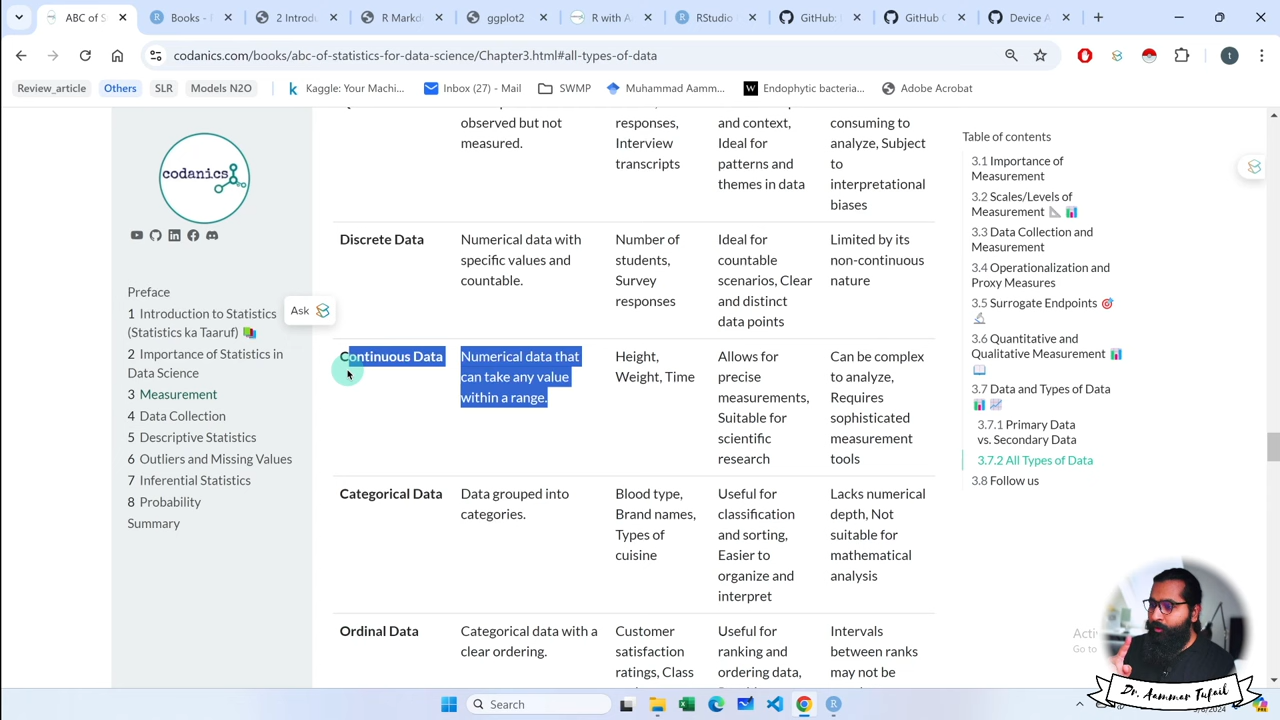 ABC of S
Books -
2 Introdu
R Markdo
ggplot2
R with A
RStudio
GitHub:
GitHub C
Device A
codanics.com/books/abc-of-statistics-for-data-science/Chapter3.html#all-types-of-data
t
Review_article
Others
SLR
Models N2O
Kaggle: Your Machi...
Inbox (27) - Mail
SWMP
Muhammad Aamm...
Endophytic bacteria...
Adobe Acrobat
codanics
Preface
1 Introduction to Statistics
(Statistics ka Taaruf)
2 Importance of Statistics in
Data Science
3 Measurement
4 Data Collection
5 Descriptive Statistics
6 Outliers and Missing Values
7 Inferential Statistics
8 Probability
Summary
Ask
observed but not
measured.
responses,
Interview
transcripts
and context,
Ideal for
patterns and
themes in data
consuming to
analyze, Subject
to
interpretational
biases
Discrete Data
Numerical data with
specific values and
countable.
Number of
students,
Survey
responses
Ideal for
countable
scenarios, Clear
and distinct
data points
Limited by its
non-continuous
nature
Continuous Data
Numerical data that
can take any value
within a range.
Height,
Weight, Time
Allows for
precise
measurements,
Suitable for
scientific
research
Can be complex
to analyze,
Requires
sophisticated
measurement
tools
Categorical Data
Data grouped into
categories.
Blood type,
Brand names,
Types of
cuisine
Useful for
classification
and sorting,
Easier to
organize and
interpret
Lacks numerical
depth, Not
suitable for
mathematical
analysis
Ordinal Data
Categorical data with a
clear ordering.
Customer
satisfaction
ratings, Class
Useful for
ranking and
ordering data,
Intervals
between ranks
may not be
Table of contents
3.1 Importance of
Measurement
3.2 Scales/Levels of
Measurement
3.3 Data Collection and
Measurement
3.4 Operationalization and
Proxy Measures
3.5 Surrogate Endpoints
3.6 Quantitative and
Qualitative Measurement
3.7 Data and Types of Data
3.7.1 Primary Data
vs. Secondary Data
3.7.2 All Types of Data
3.8 Follow us
Acti
Go to
Dr. Aammar Tufail
Search